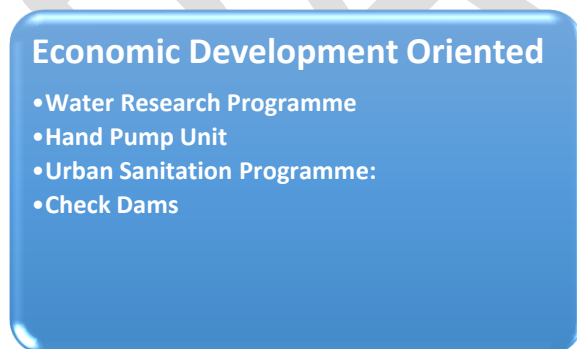 Economic Development Oriented
•Water Research Programme
•Hand Pump Unit
•Urban Sanitation Programme:
•Check Dams